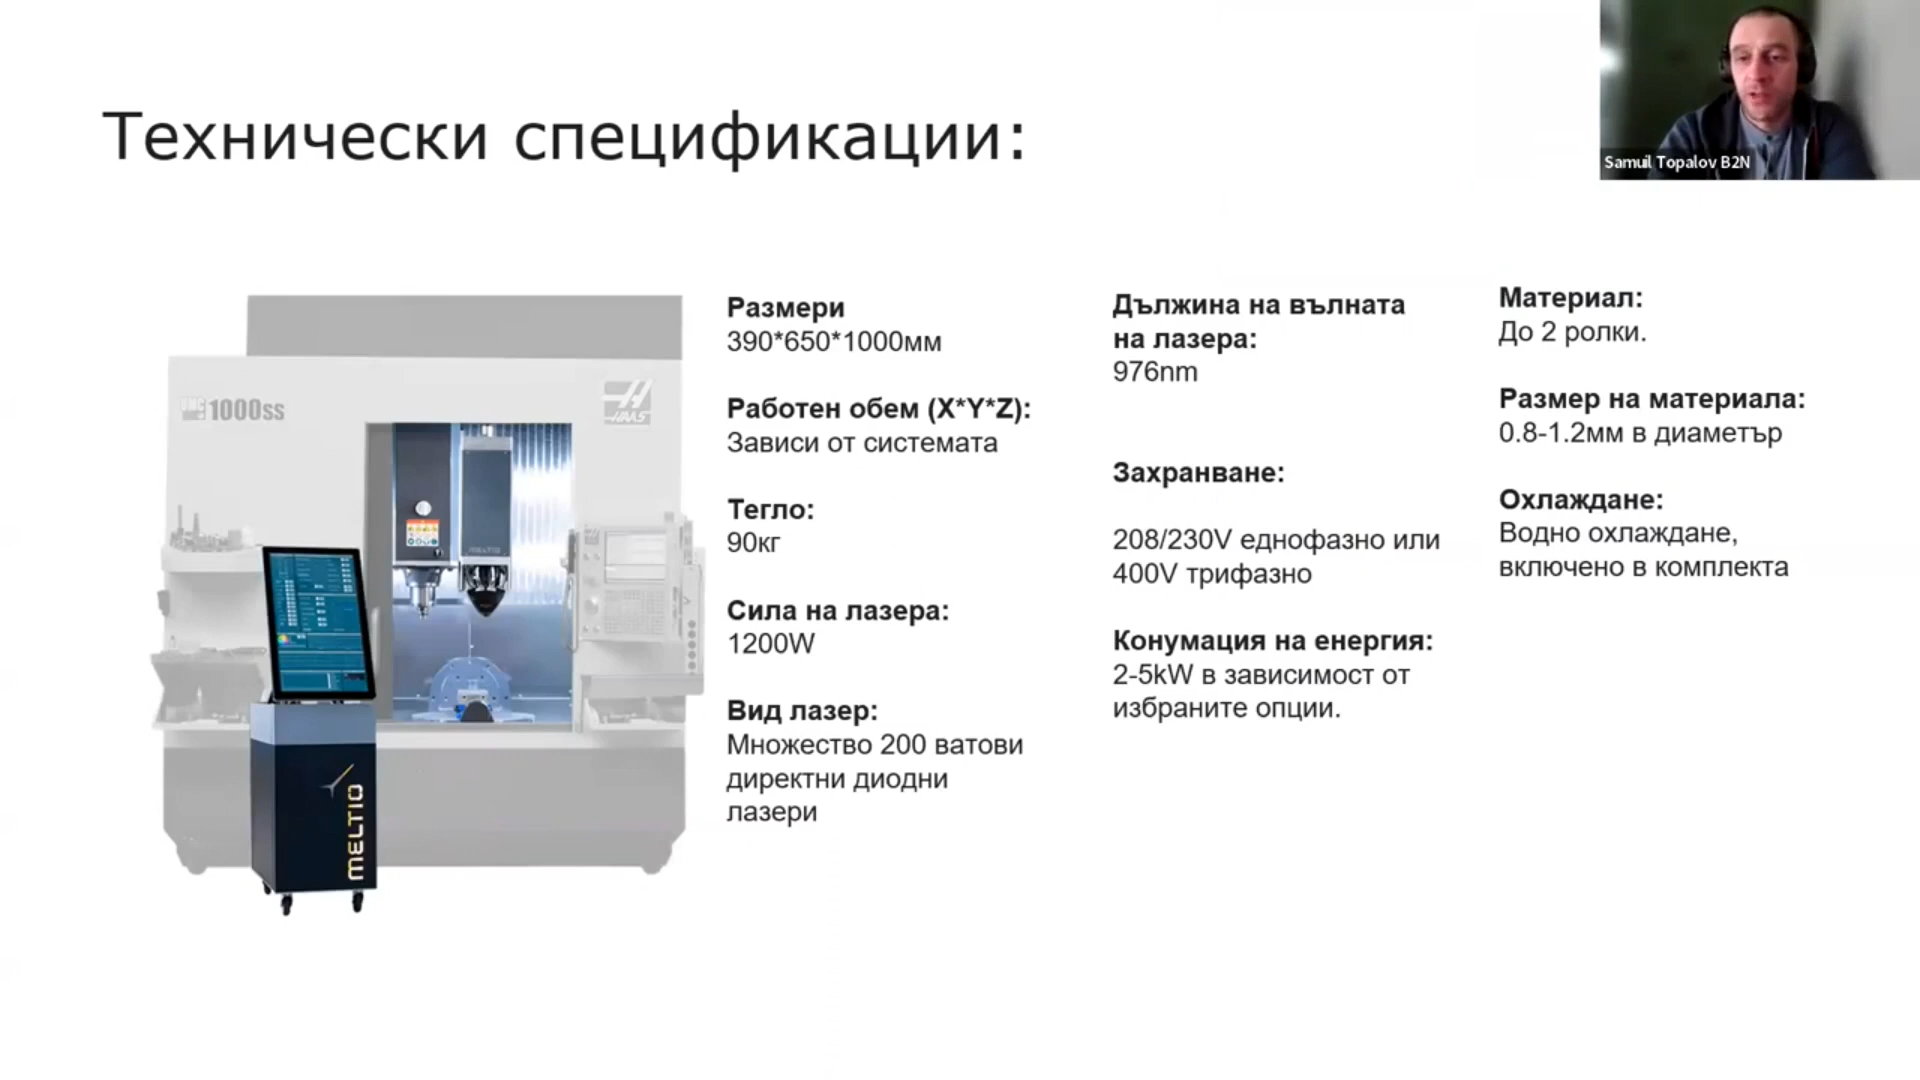 Технически спецификации:
Samuil Topalov B2N
1000ss
HAAS
MELTIO
MELTIO
Размери
390*650*1000мм
Работен обем (X*Y*Z):
Зависи от системата
Тегло:
90кг
Сила на лазера:
1200W
Вид лазер:
Множество 200 ватови
директни диодни
лазери
Дължина на вълната
на лазера:
976nm
Захранване:
208/230V еднофазно или
400V трифазно
Конумация на енергия:
2-5kW в зависимост от
избраните опции.
Материал:
До 2 ролки.
Размер на материала:
0.8-1.2мм в диаметър
Охлаждане:
Водно охлаждане,
включено в комплекта